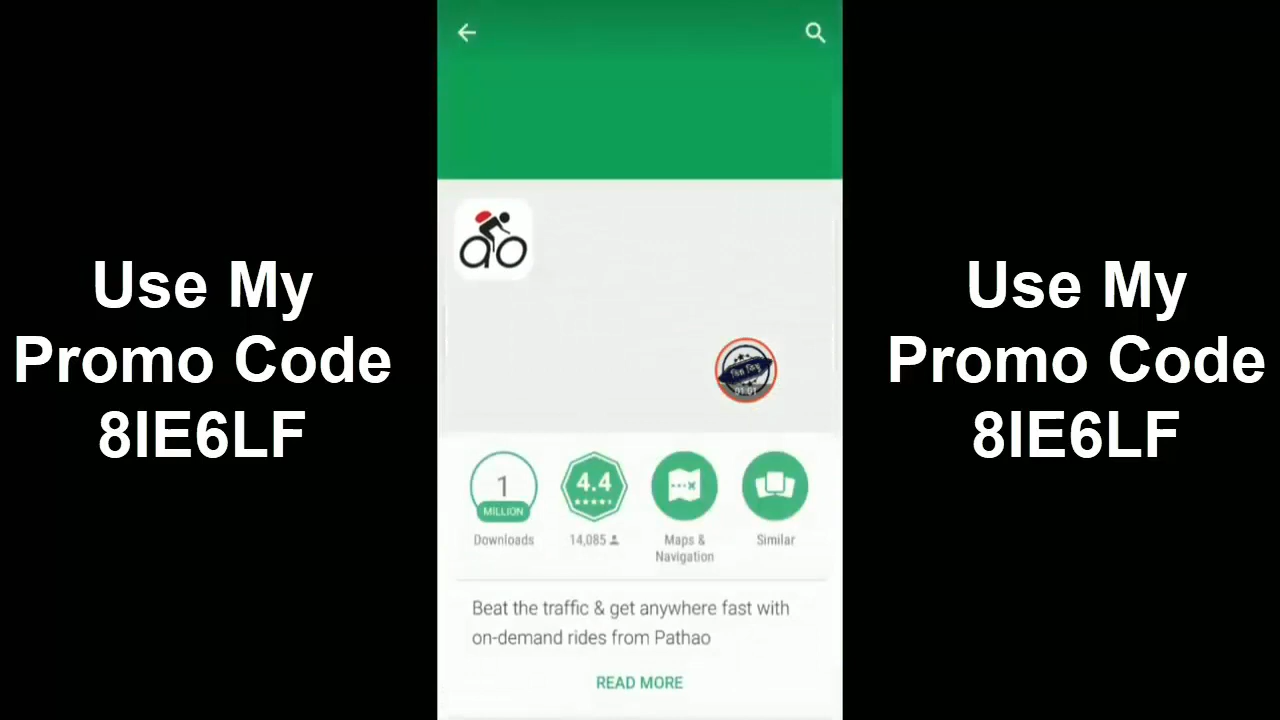 Use My
Promo Code
8IE6LF
1
MILLION
Downloads
4.4
14,085
Maps &
Navigation
Similar
Beat the traffic & get anywhere fast with
on-demand rides from Pathao
READ MORE
Use My
Promo Code
8IE6LF